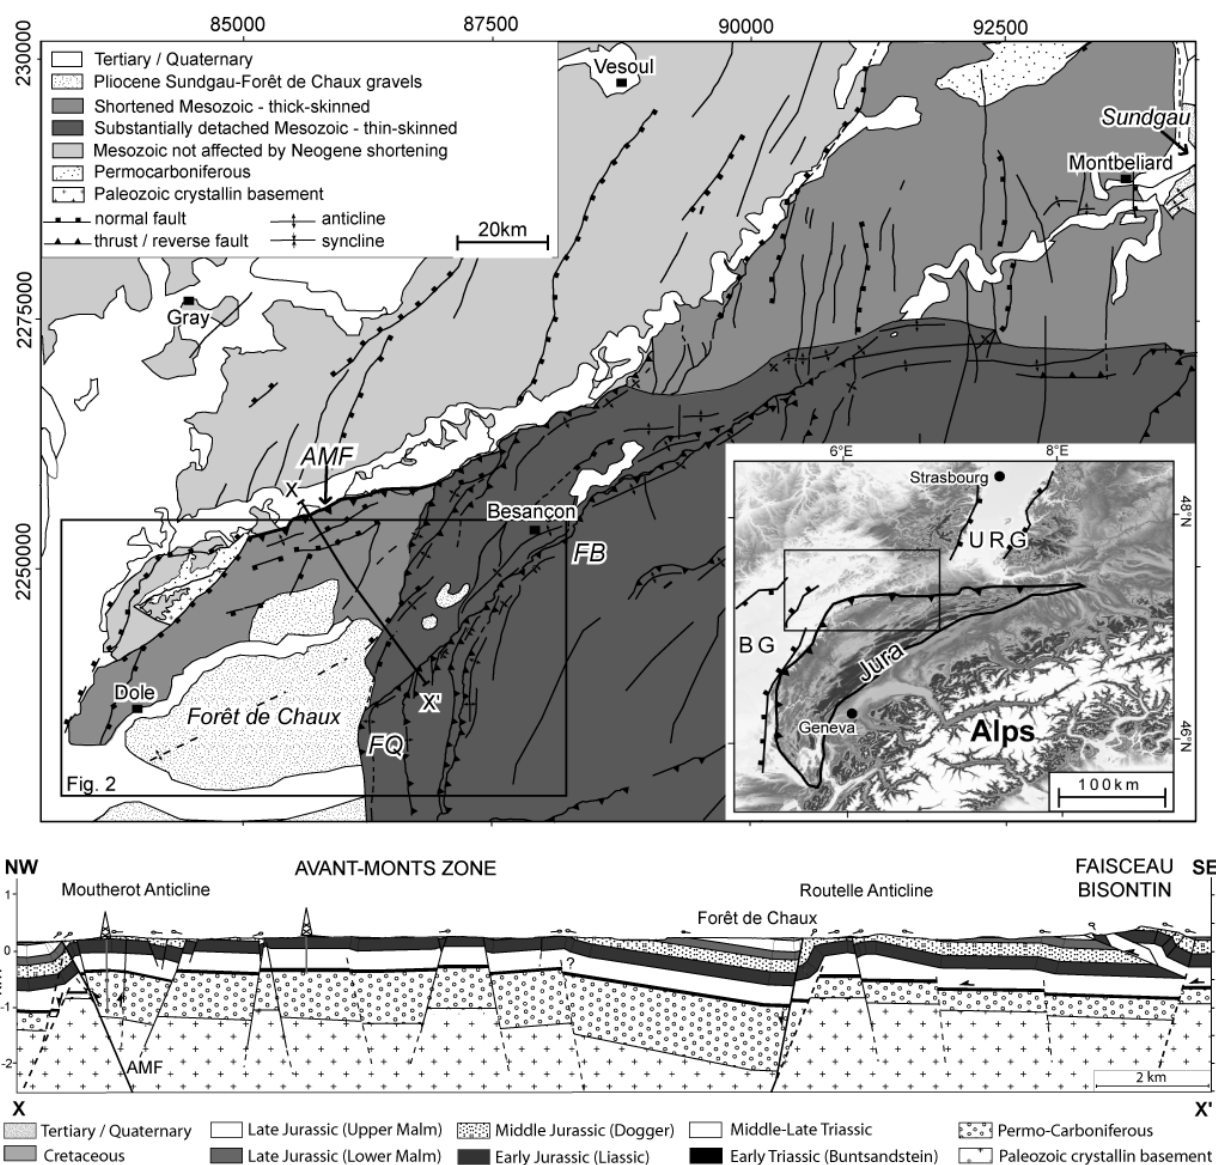 85000 87500 90000 92500
230000
2275000
2250000
Tertiary / Quaternary
Pliocene Sundgau-Forêt de Chaux gravels
Shortened Mesozoic - thick-skinned
Substantially detached Mesozoic - thin-skinned
Mesozoic not affected by Neogene shortening
Permocarboniferous
Paleozoic crystallin basement
normal fault anticline
thrust / reverse fault syncline
20km
Vesoul
Sundgau
Montbeliard
Gray
AMF
X
Besançon
FB
Dole
Forêt de Chaux
X'
FQ
Fig. 2
6°E 8°E
Strasbourg
48°N
URG
BG
Jura
Geneva
Alps
46°N
100km
NW AVANT-MONTS ZONE FAISCEAU SE
BISONTIN
Moutherot Anticline Routelle Anticline
Forêt de Chaux
1
0
?
-1
-2
AMF
2 km
X X'
Tertiary / Quaternary Late Jurassic (Upper Malm) Middle Jurassic (Dogger) Middle-Late Triassic Permo-Carboniferous
Cretaceous Late Jurassic (Lower Malm) Early Jurassic (Liassic) Early Triassic (Buntsandstein) Paleozoic crystallin basement